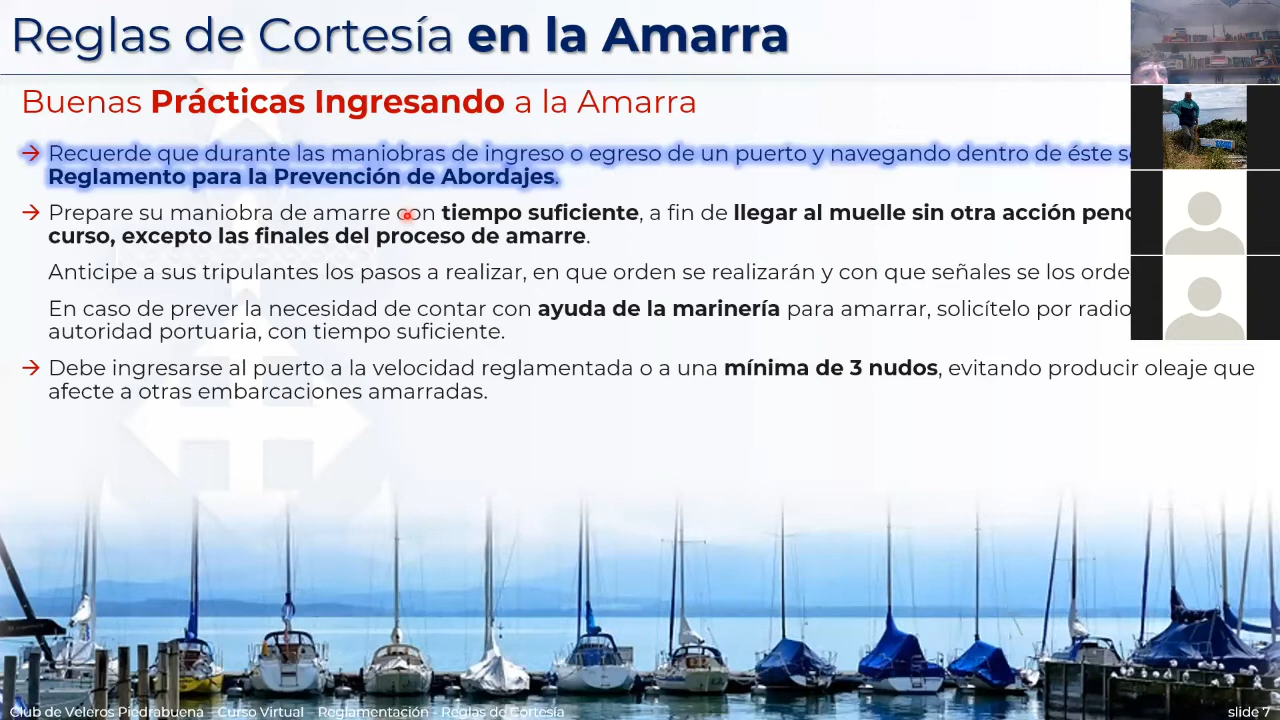 Reglas de Cortesía en la Amarra
Buenas Prácticas Ingresando a la Amarra
→ Recuerde que durante las maniobras de ingreso o egreso de un puerto y navegando dentro de éste
Reglamento para la Prevención de Abordajes.
→ Prepare su maniobra de amarre con tiempo suficiente, a fin de llegar al muelle sin otra acción
curso, excepto las finales del proceso de amarre.
Anticipe a sus tripulantes los pasos a realizar, en que orden se realizarán y con que señales se los
En caso de prever la necesidad de contar con ayuda de la marinería para amarrar, solicítelo por radio
autoridad portuaria, con tiempo suficiente.
→ Debe ingresarse al puerto a la velocidad reglamentada o a una mínima de 3 nudos, evitando producir oleaje que
afecte a otras embarcaciones amarradas.
Club de Veleros Piedrabuena – Curso Virtual – Reglamentación - Reglas de Cortesía
slide 7